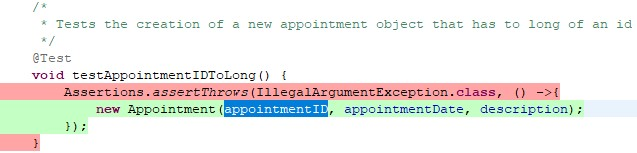 /*
* Tests the creation of a new appointment object that has to long of an id
*/
@Test
void testAppointmentIDToLong() {
Assertions.assertThrows(IllegalArgumentException.class, () ->{
new Appointment(appointmentID, appointmentDate, description);
});
}